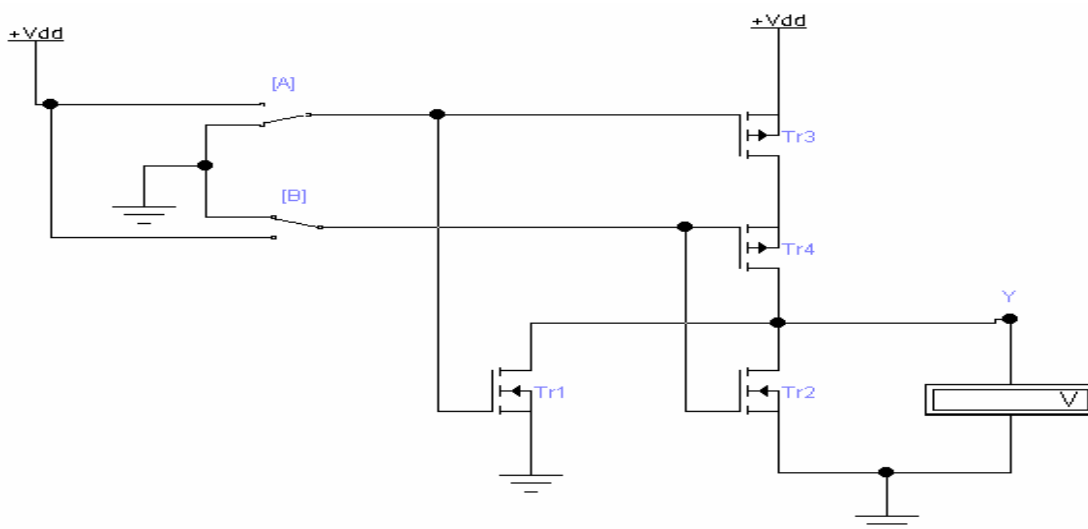 +Vdd
+Vdd
[A]
Tr3
[B]
Tr4
Y
Tr1
Tr2
V